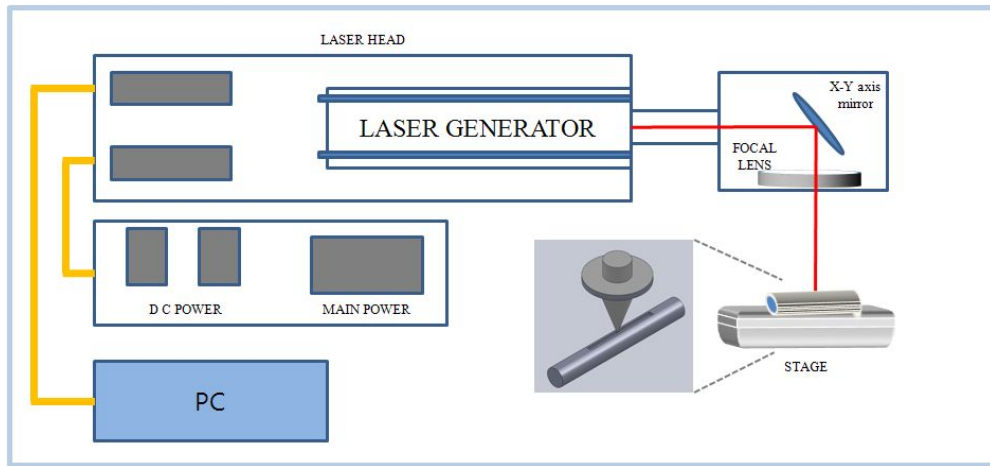 LASER HEAD
LASER GENERATOR
X-Y axis
mirror
FOCAL
LENS
D C POWER
MAIN POWER
STAGE
PC